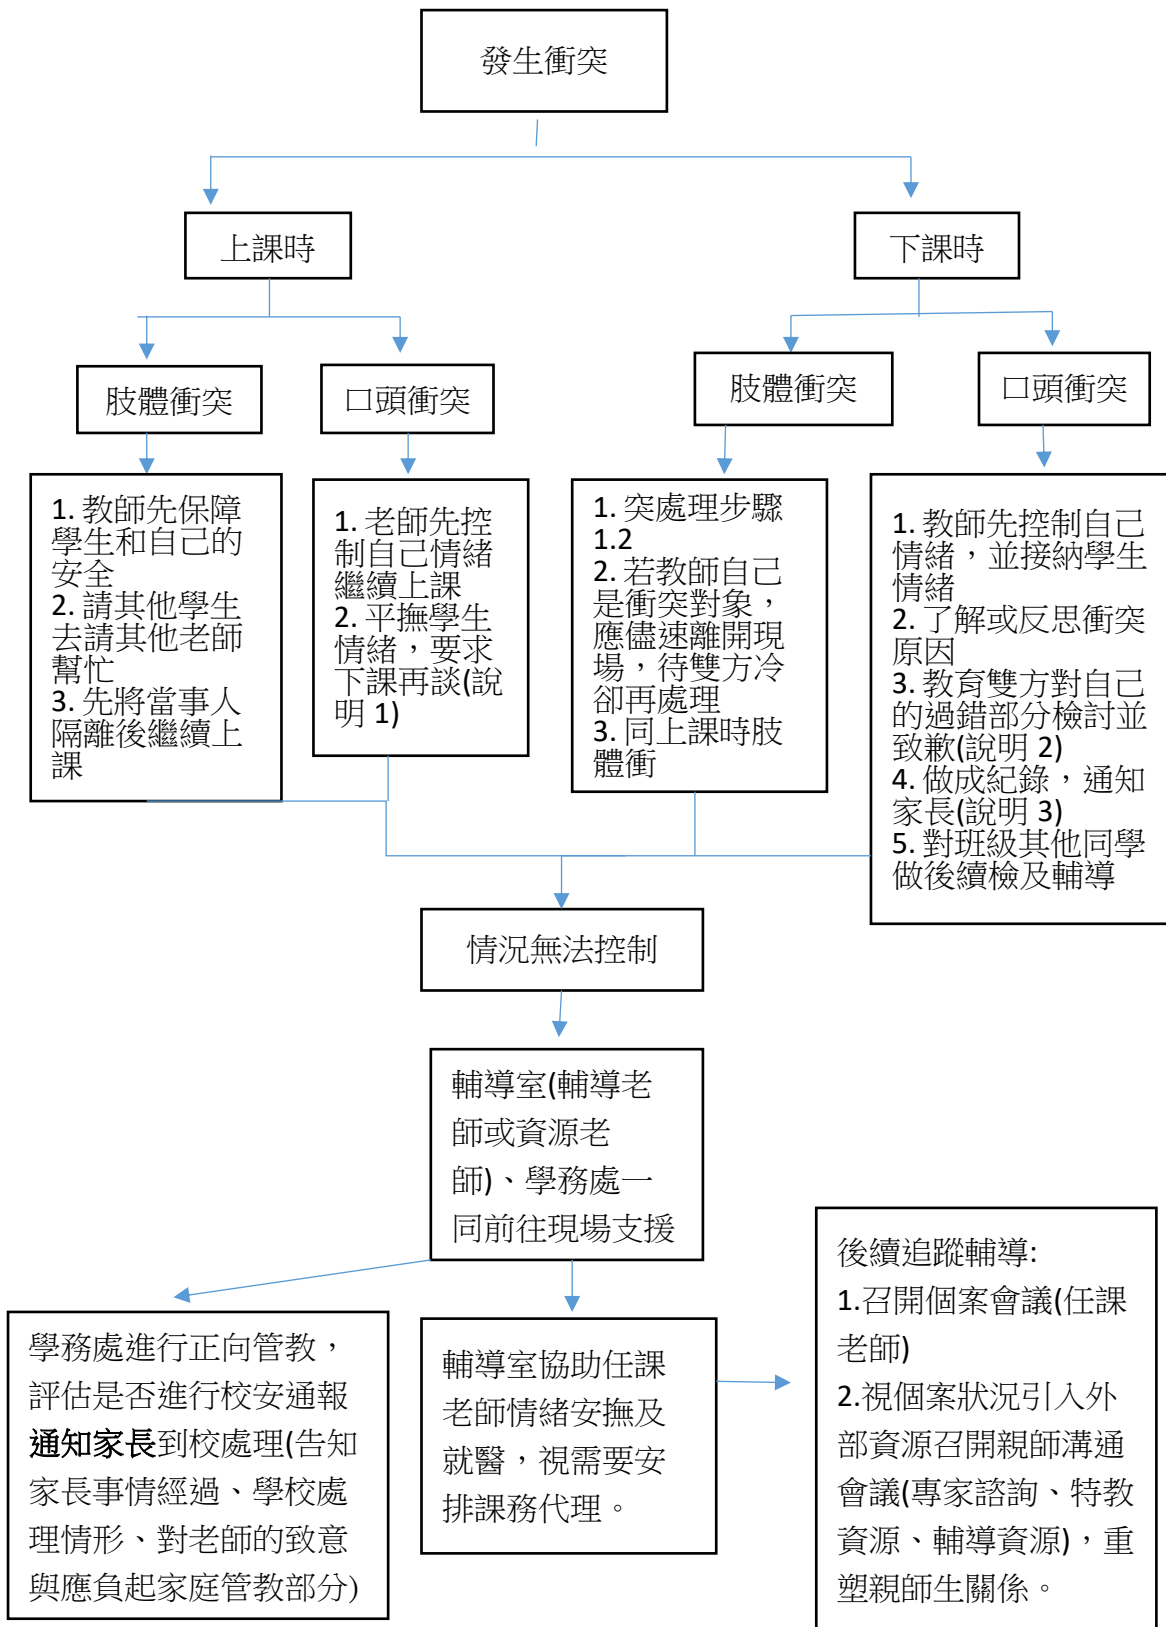 發生衝突
上課時
下課時
肢體衝突
口頭衝突
肢體衝突
口頭衝突
1. 教師先保障
學生和自己的
安全
2. 請其他學生
去請其他老師
幫忙
3. 先將當事人
隔離後繼續上
課
1. 老師先控
制自己情緒
繼續上課
2. 平撫學生
情緒，要求
下課再談(說
明 1)
1. 突處理步驟
1.2
2. 若教師自己
是衝突對象，
應儘速離開現
場，待雙方冷
卻再處理
3. 同上課時肢
體衝
1. 教師先控制自己
情緒，並接納學生
情緒
2. 了解或反思衝突
原因
3. 教育雙方對自己
的過錯部分檢討並
致歉(說明 2)
4. 做成紀錄，通知
家長(說明 3)
5. 對班級其他同學
做後續檢及輔導
情況無法控制
輔導室(輔導老
師或資源老
師)、學務處一
同前往現場支援
學務處進行正向管教，
評估是否進行校安通報
通知家長到校處理(告知
家長事情經過、學校處
理情形、對老師的致意
與應負起家庭管教部分)
輔導室協助任課
老師情緒安撫及
就醫，視需要安
排課務代理。
後續追蹤輔導:
1.召開個案會議(任課
老師)
2.視個案狀況引入外
部資源召開親師溝通
會議(專家諮詢、特教
資源、輔導資源)，重
塑親師生關係。